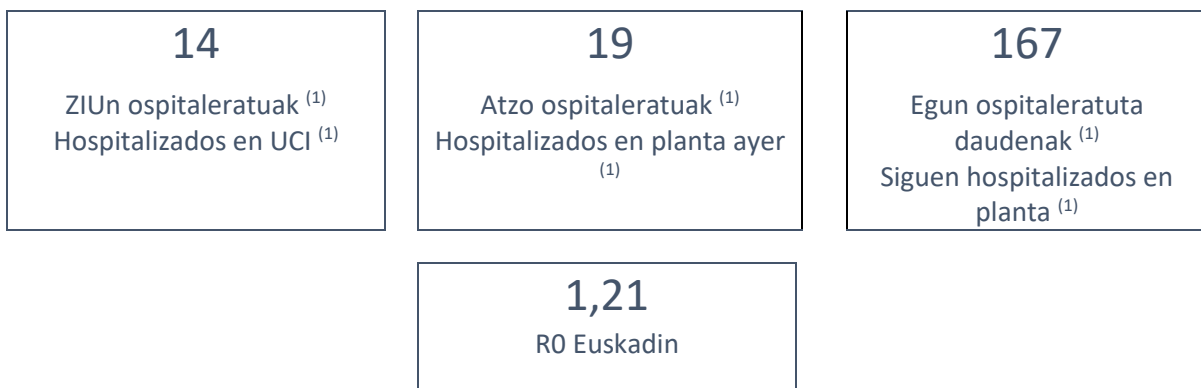 14
ZIUn ospitaleratuak (1)
Hospitalizados en UCI (1)
19
Atzo ospitaleratuak (1)
Hospitalizados en planta ayer
(1)
167
Egun ospitaleratuta
daudenak (1)
Siguen hospitalizados en
planta (1)
1,21
R0 Euskadin